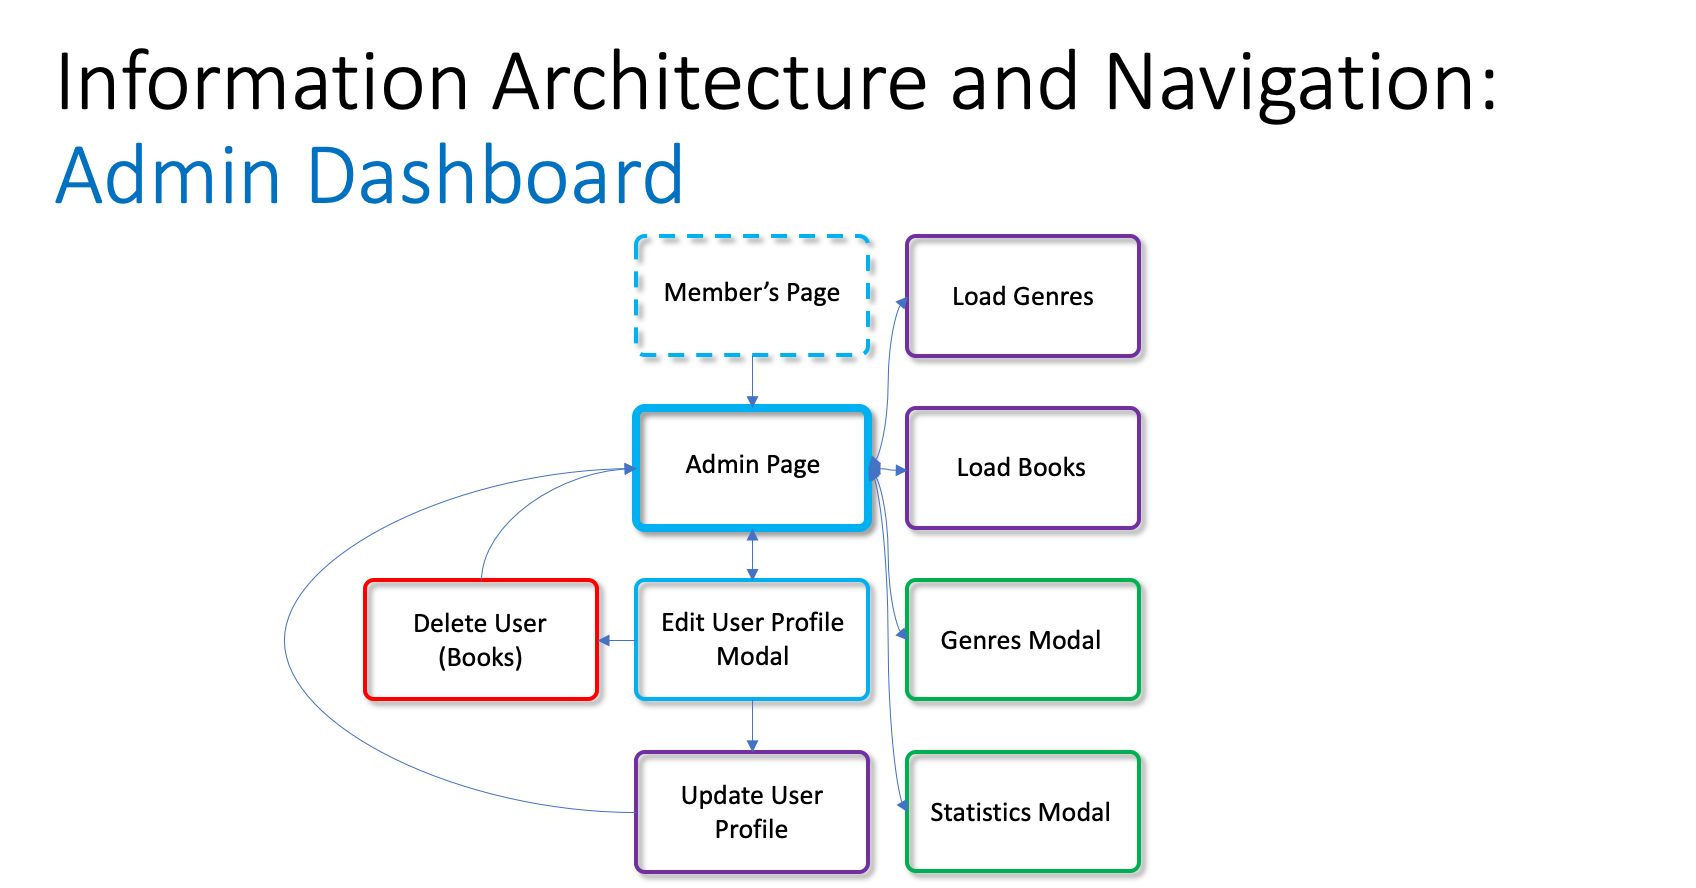 Information Architecture and Navigation:
Admin Dashboard
Member’s Page
Load Genres
Admin Page
Load Books
Delete User
(Books)
Edit User Profile
Modal
Genres Modal
Update User
Profile
Statistics Modal